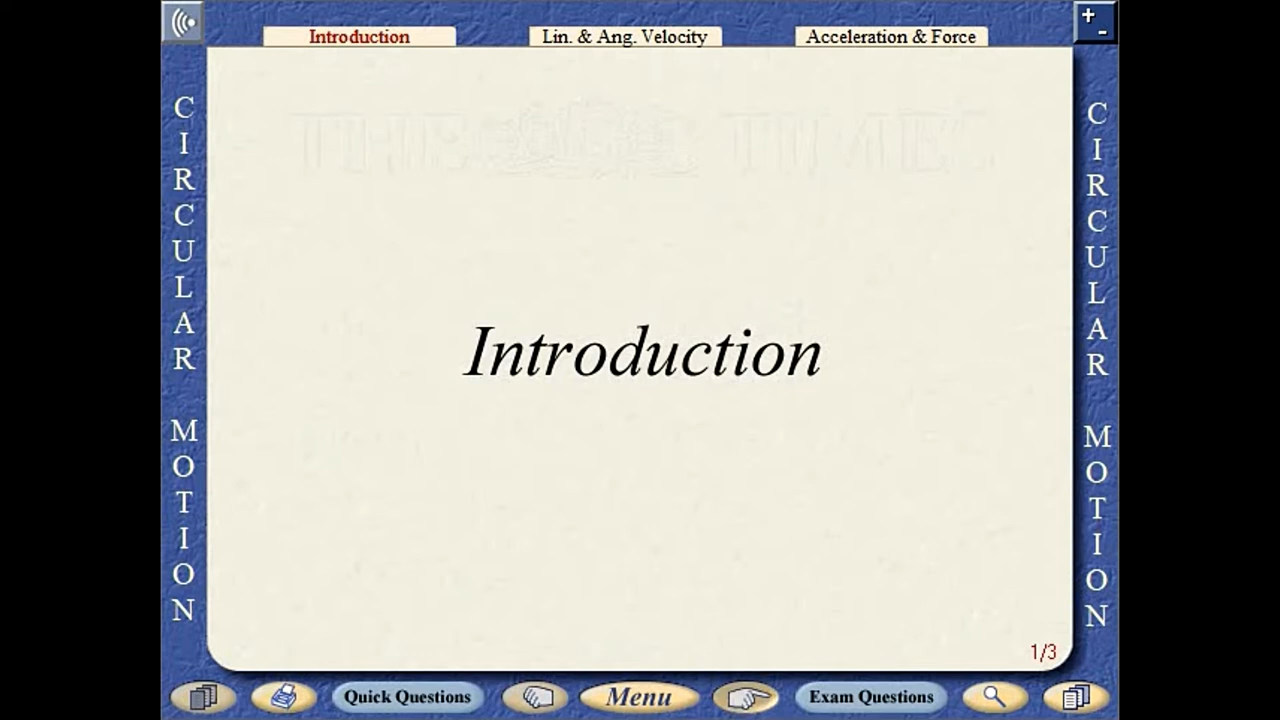 Introduction
Lin. & Ang. Velocity
Acceleration & Force
CIRCULAR MOTION
CIRCULAR MOTION
Introduction
1/3
Quick Questions
Menu
Exam Questions